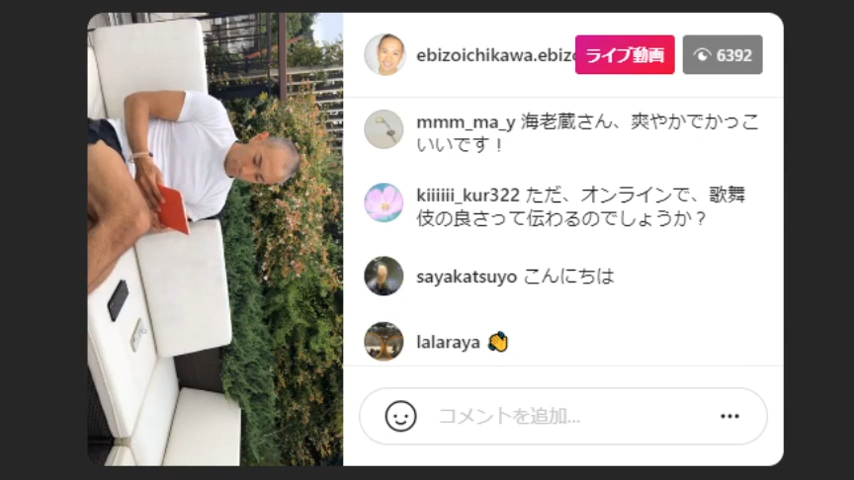 ebizoichikawa.ebizo
ライブ動画
6392
mmm_ma_y 海老蔵さん、爽やかでかっこ
いいです！
kiiiiii_kur322 ただ、オンラインで、歌舞
伎の良さって伝わるのでしょうか？
sayakatsuyo こんにちは
lalaraya 👏
コメントを追加...